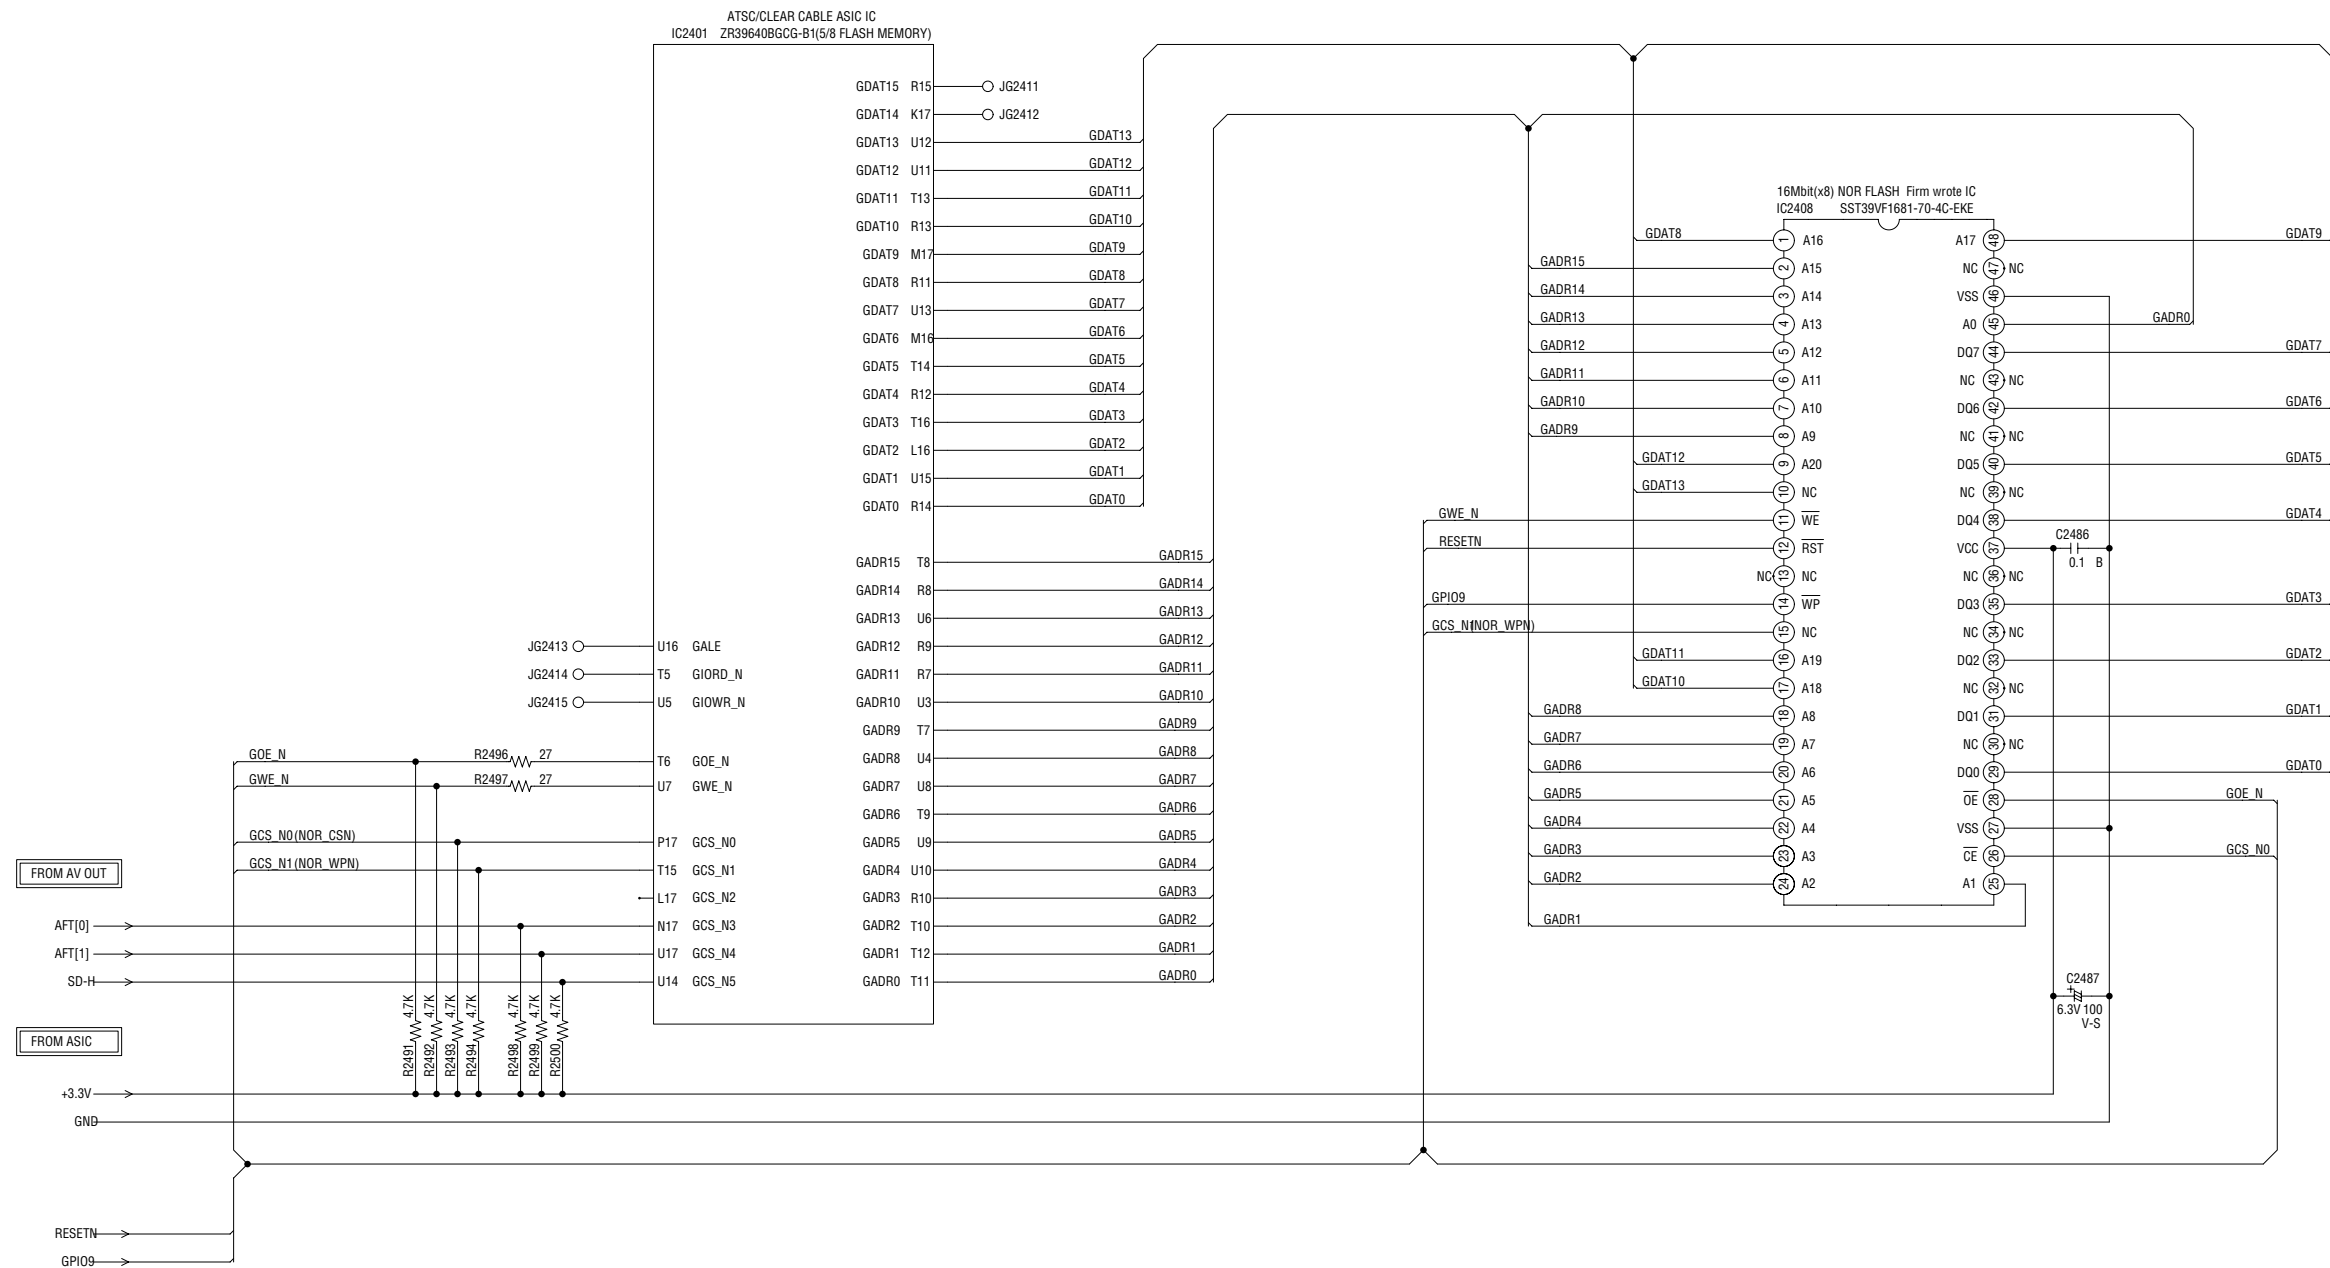 ATSC/CLEAR CABLE ASIC IC
IC2401 ZR39640BGCG-B1(5/8 FLASH MEMORY)
GDAT15 R15 JG2411
GDAT14 K17 JG2412
GDAT13 U12 GDAT13
GDAT12 U11 GDAT12
GDAT11 T13 GDAT11
GDAT10 R13 GDAT10
GDAT9 M17 GDAT9
GDAT8 R11 GDAT8
GDAT7 U13 GDAT7
GDAT6 M16 GDAT6
GDAT5 T14 GDAT5
GDAT4 R12 GDAT4
GDAT3 T16 GDAT3
GDAT2 L16 GDAT2
GDAT1 U15 GDAT1
GDAT0 R14 GDAT0
GADR15 T8 GADR15
GADR14 R8 GADR14
GADR13 U6 GADR13
JG2413 U16 GALE GADR12 R9 GADR12
JG2414 T5 GIORD_N GADR11 R7 GADR11
JG2415 U5 GIOWR_N GADR10 U3 GADR10
GADR9 T7 GADR9
GOE_N R2496 27 T6 GOE_N GADR8 U4 GADR8
GWE_N R2497 27 U7 GWE_N GADR7 U8 GADR7
GADR6 T9 GADR6
GCS_N0(NOR_CSN) P17 GCS_N0 GADR5 U9 GADR5
GCS_N1(NOR_WPN) T15 GCS_N1 GADR4 U10 GADR4
FROM AV OUT
L17 GCS_N2 GADR3 R10 GADR3
AFT[0] N17 GCS_N3 GADR2 T10 GADR2
AFT[1] U17 GCS_N4 GADR1 T12 GADR1
SD-H U14 GCS_N5 GADR0 T11 GADR0
R2491 4.7K
R2492 4.7K
R2493 4.7K
R2494 4.7K
R2498 4.7K
R2499 4.7K
R2500 4.7K
FROM ASIC
+3.3V
GND
RESETN
GPIO9
16Mbit(x8) NOR FLASH Firm wrote IC
IC2408 SST39VF1681-70-4C-EKE
GDAT8 1 A16 A17 48 GDAT9
GADR15 2 A15 NC 47 NC
GADR14 3 A14 VSS 46
GADR13 4 A13 A0 45 GADR0
GADR12 5 A12 DQ7 44 GDAT7
GADR11 6 A11 NC 43 NC
GADR10 7 A10 DQ6 42 GDAT6
GADR9 8 A9 NC 41 NC
GDAT12 9 A20 DQ5 40 GDAT5
GDAT13 10 NC NC 39 NC
GWE_N 11 WE DQ4 38 GDAT4
RESETN 12 RST VCC 37
C2486
0.1 B
NC 13 NC NC 36 NC
GPIO9 14 WP DQ3 35 GDAT3
GCS_N1(NOR_WPN) 15 NC NC 34 NC
GDAT11 16 A19 DQ2 33 GDAT2
GDAT10 17 A18 NC 32 NC
GADR8 18 A8 DQ1 31 GDAT1
GADR7 19 A7 NC 30 NC
GADR6 20 A6 DQ0 29 GDAT0
GADR5 21 A5 OE 28 GOE_N
GADR4 22 A4 VSS 27
GADR3 23 A3 CE 26 GCS_N0
GADR2 24 A2 A1 25
GADR1
C2487
+
6.3V 100
V-S